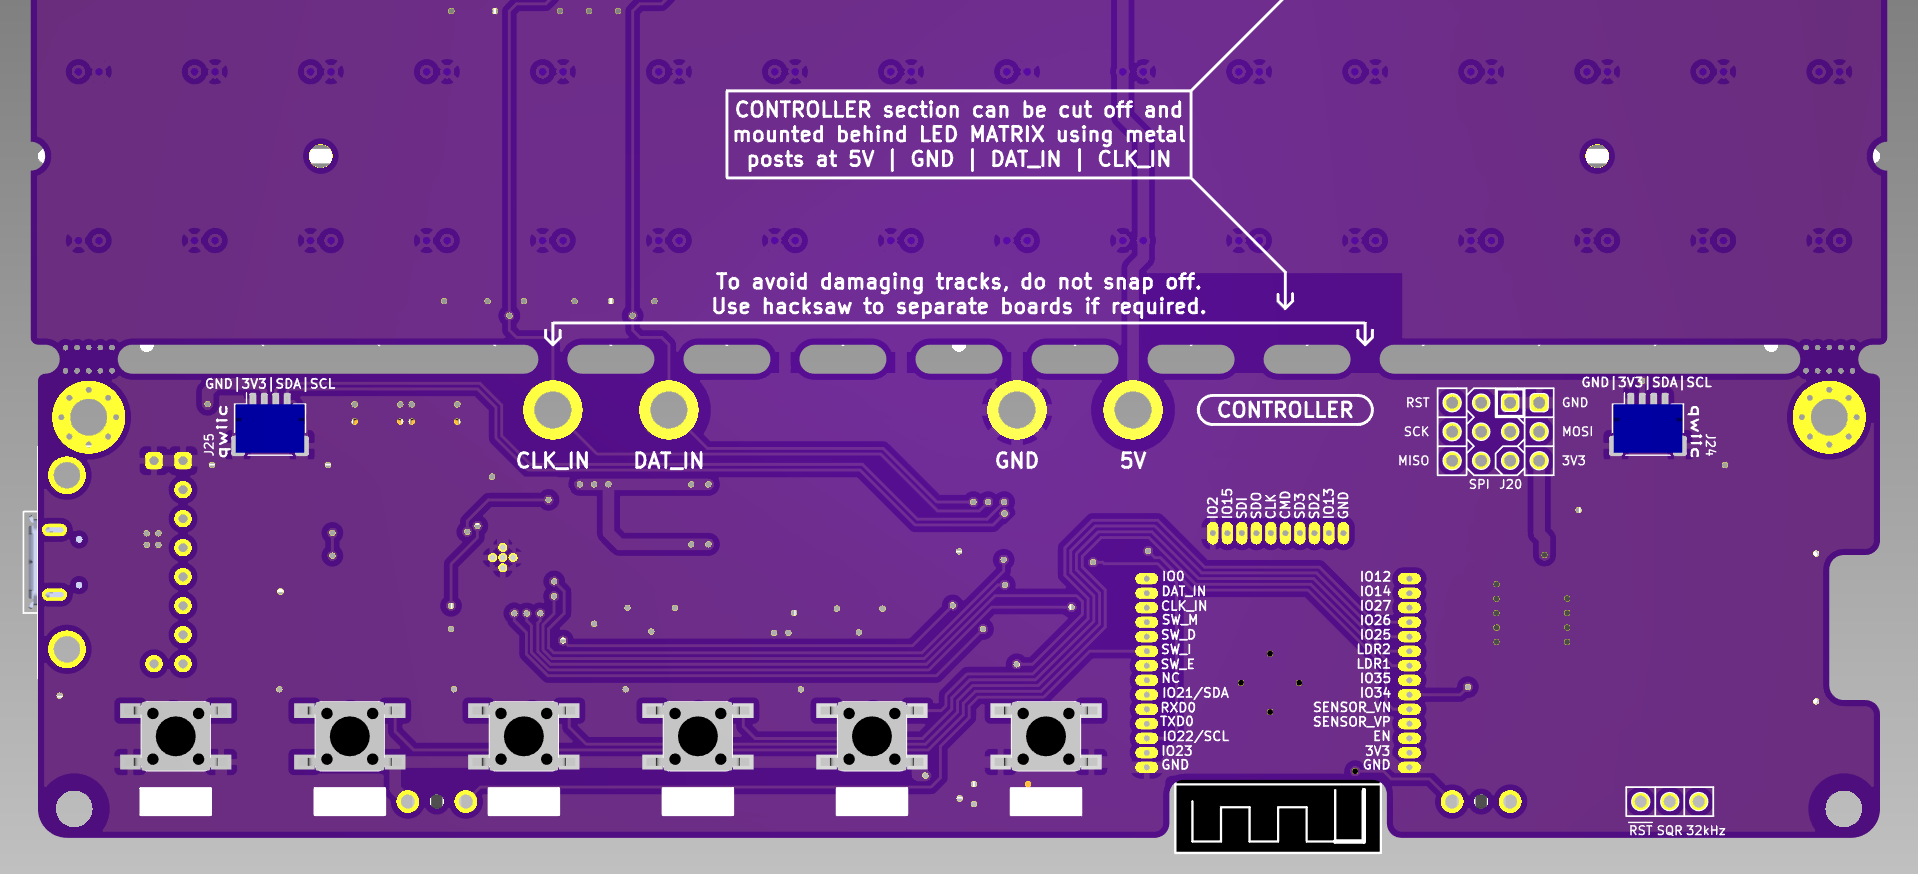 CONTROLLER section can be cut off and
mounted behind LED MATRIX using metal
posts at 5V | GND | DAT_IN | CLK_IN
To avoid damaging tracks, do not snap off.
Use hacksaw to separate boards if required.
GND|3V3|SDA|SCL
qwiic
J25
CLK_IN
DAT_IN
GND
5V
CONTROLLER
RST
SCK
MISO
GND
MOSI
3V3
SPI J20
GND|3V3|SDA|SCL
qwiic
J24
IO2
IO15
SDI
SDO
CLK
CMD
SD3
SD2
IO13
GND
IO0
DAT_IN
CLK_IN
SW_M
SW_D
SW_I
SW_E
NC
IO21/SDA
RXD0
TXD0
IO22/SCL
IO23
GND
IO12
IO14
IO27
IO26
IO25
LDR2
LDR1
IO35
IO34
SENSOR_VN
SENSOR_VP
EN
3V3
GND
RST SQR 32kHz